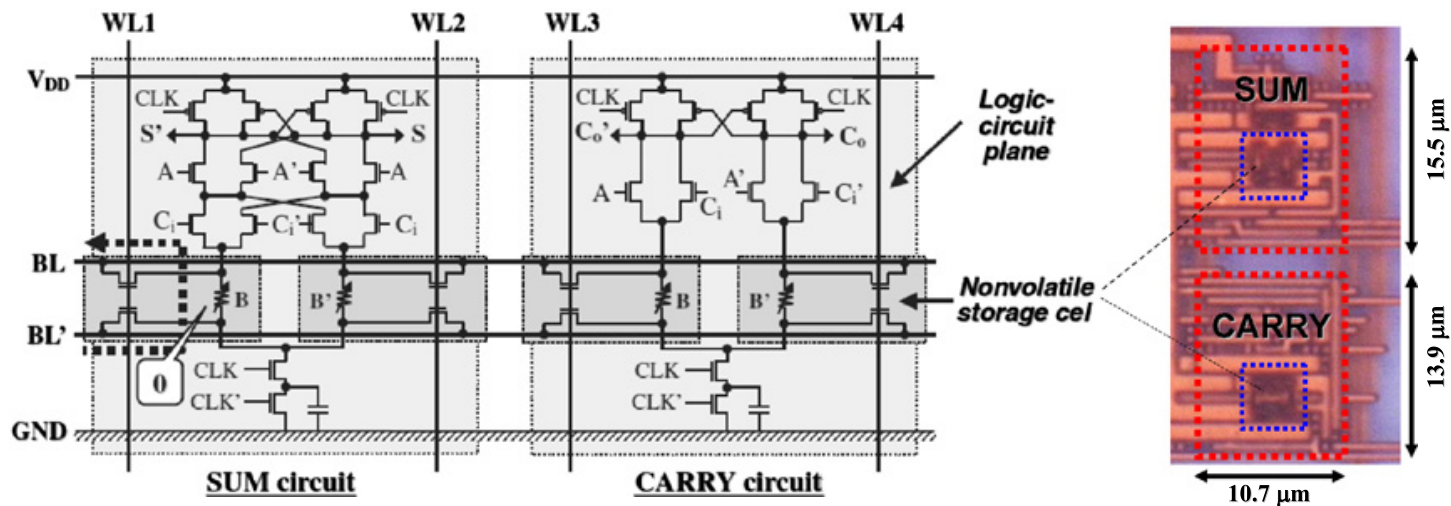 WL1 WL2 WL3 WL4
V_DD
CLK CLK CLK CLK
S' S C_o' C_o
A A' A A A'
C_i C_i' C_i C_i C_i'
BL
B B' B B'
BL'
0
CLK CLK
CLK' CLK'
GND
SUM circuit CARRY circuit
Logic-
circuit
plane
Nonvolatile
storage cel
SUM
CARRY
15.5 μm
13.9 μm
10.7 μm